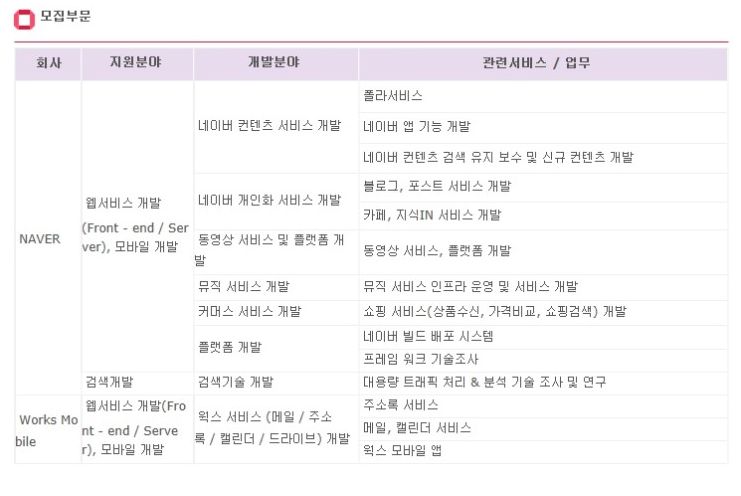 모집부문
회사 지원분야 개발분야 관련서비스 / 업무
NAVER
웹서비스 개발
(Front - end / Ser
ver), 모바일 개발
네이버 컨텐츠 서비스 개발
폴라서비스
네이버 앱 기능 개발
네이버 컨텐츠 검색 유지 보수 및 신규 컨텐츠 개발
네이버 개인화 서비스 개발
블로그, 포스트 서비스 개발
카페, 지식IN 서비스 개발
동영상 서비스 및 플랫폼 개
발
동영상 서비스, 플랫폼 개발
뮤직 서비스 개발
뮤직 서비스 인프라 운영 및 서비스 개발
커머스 서비스 개발
쇼핑 서비스(상품수신, 가격비교, 쇼핑검색) 개발
플랫폼 개발
네이버 빌드 배포 시스템
프레임 워크 기술조사
검색개발
검색기술 개발
대용량 트래픽 처리 & 분석 기술 조사 및 연구
Works Mo
bile
웹서비스 개발(Fro
nt - end / Serve
r), 모바일 개발
웍스 서비스 (메일 / 주소
록 / 캘린더 / 드라이브) 개발
주소록 서비스
메일, 캘린더 서비스
웍스 모바일 앱